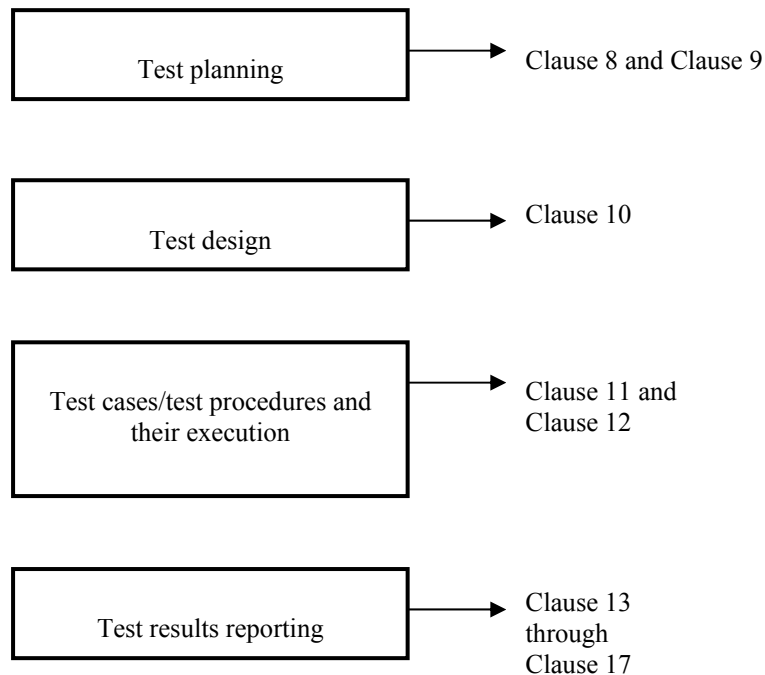 Test planning
Clause 8 and Clause 9
Test design
Clause 10
Test cases/test procedures and
their execution
Clause 11 and
Clause 12
Test results reporting
Clause 13
through
Clause 17